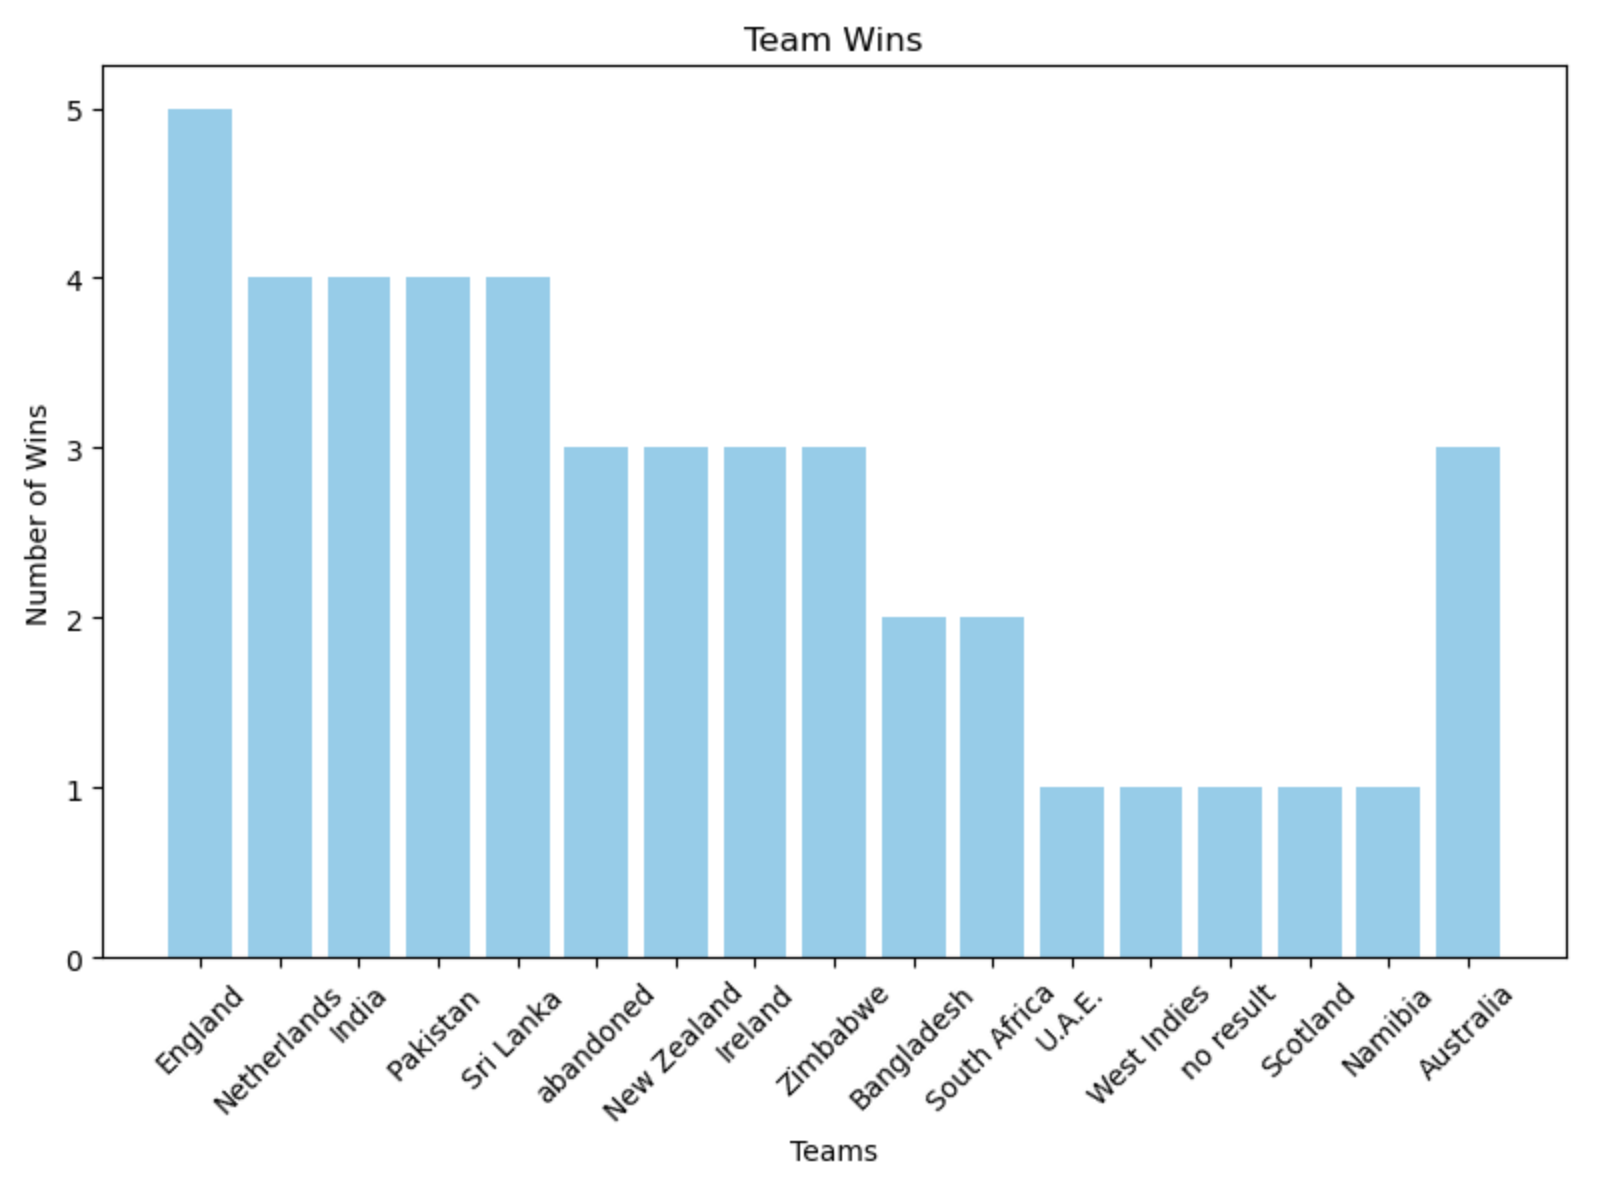 Team Wins
Number of Wins
5
4
3
2
1
0
England
Netherlands
India
Pakistan
Sri Lanka
abandoned
New Zealand
Ireland
Zimbabwe
Bangladesh
South Africa
U.A.E.
West Indies
no result
Scotland
Namibia
Australia
Teams